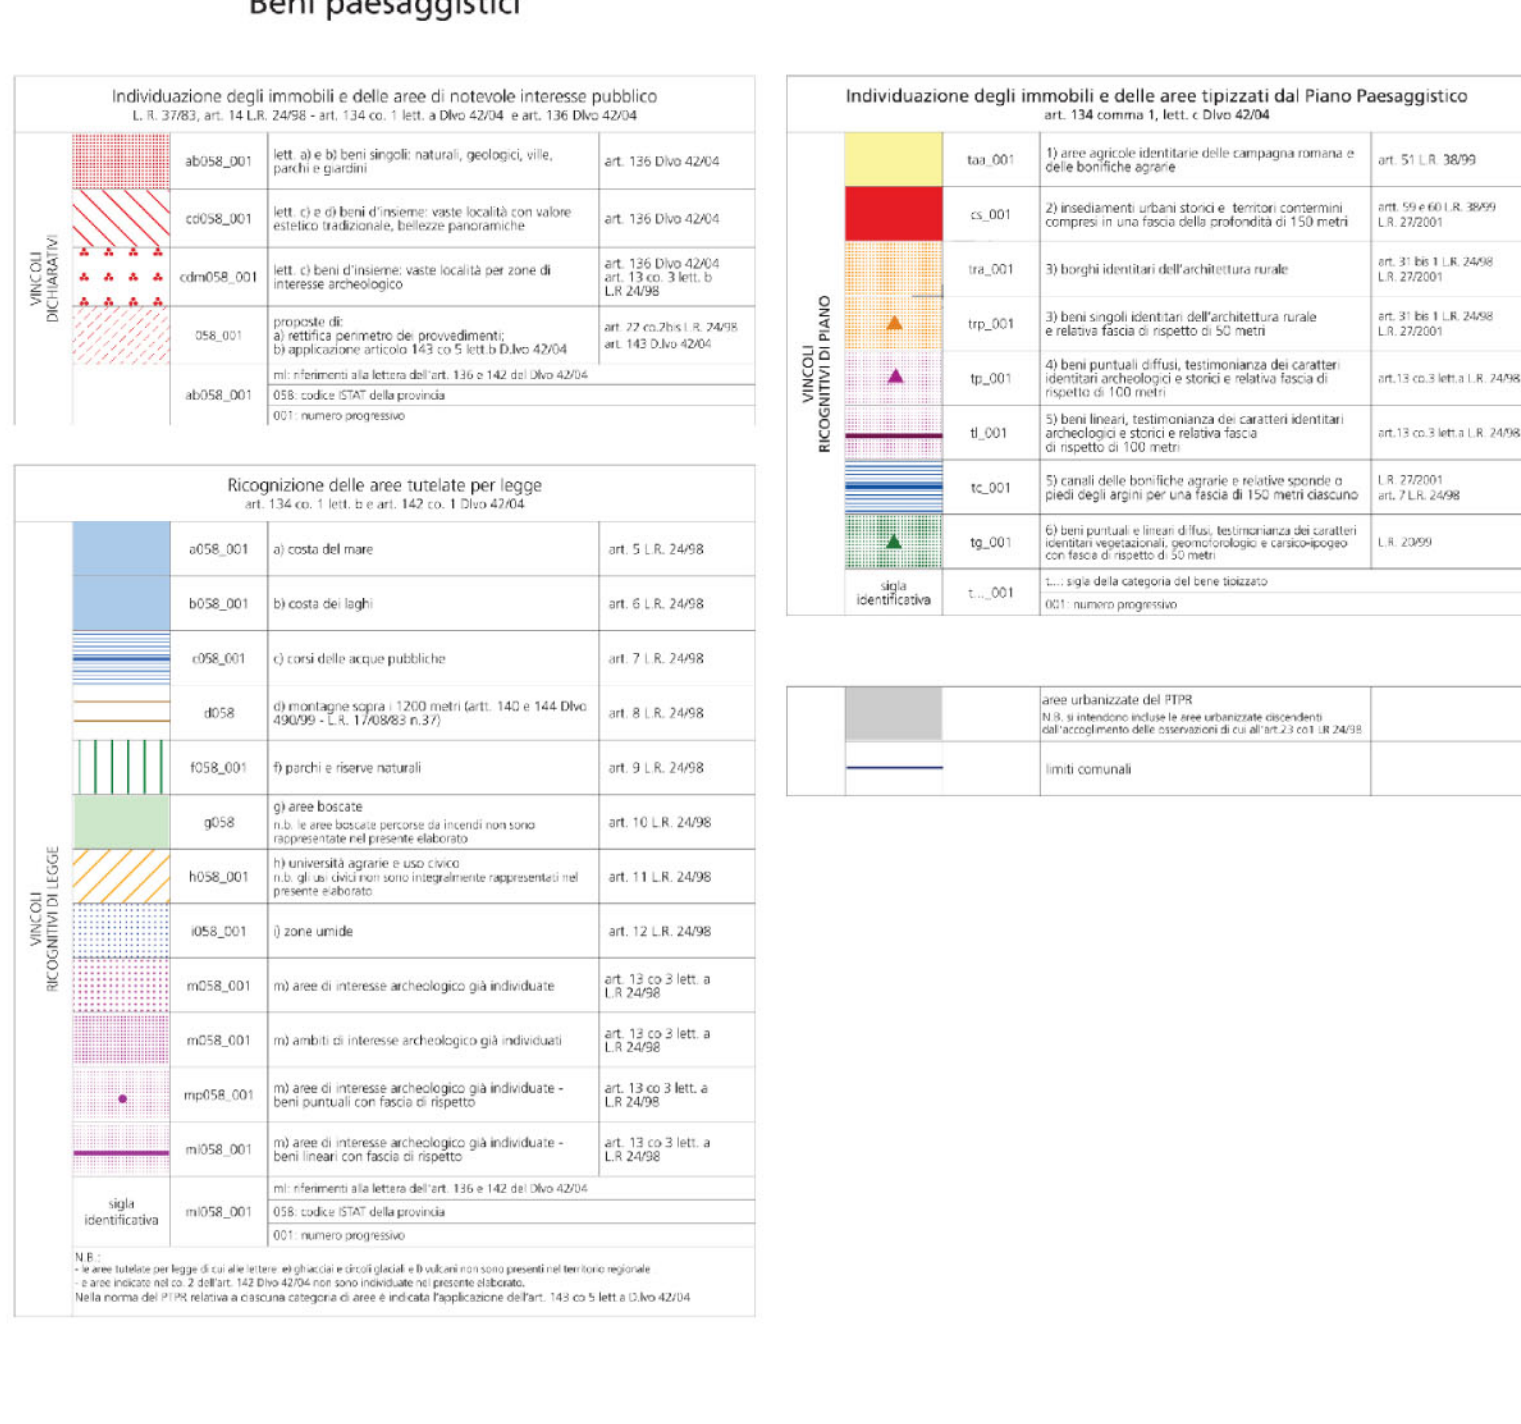 Beni paesaggistici
Individuazione degli immobili e delle aree di notevole interesse pubblico
L. R. 37/83, art. 14 L.R. 24/98 - art. 134 co. 1 lett. a Dlvo 42/04 e art. 136 Dlvo 42/04
VINCOLI
DICHIARATIVI
ab058_001
lett. a) e b) beni singoli: naturali, geologici, ville,
parchi e giardini
art. 136 Dlvo 42/04
cd058_001
lett. c) e d) beni d'insieme: vaste località con valore
estetico tradizionale, bellezze panoramiche
art. 136 Dlvo 42/04
cdm058_001
lett. c) beni d'insieme: vaste località per zone di
interesse archeologico
art. 136 Dlvo 42/04
art. 13 co. 3 lett. b
L.R 24/98
058_001
proposte di:
a) rettifica perimetro dei provvedimenti;
b) applicazione articolo 143 co 5 lett.b D.lvo 42/04
art. 22 co.2bis L.R. 24/98
art. 143 D.lvo 42/04
ab058_001
ml: riferimenti alla lettera dell'art. 136 e 142 del Dlvo 42/04
058: codice ISTAT della provincia
001: numero progressivo
Ricognizione delle aree tutelate per legge
art. 134 co. 1 lett. b e art. 142 co. 1 Dlvo 42/04
VINCOLI
RICOGNITIVI DI LEGGE
a058_001
a) costa del mare
art. 5 L.R. 24/98
b058_001
b) costa dei laghi
art. 6 L.R. 24/98
c058_001
c) corsi delle acque pubbliche
art. 7 L.R. 24/98
d058
d) montagne sopra i 1200 metri (artt. 140 e 144 Dlvo
490/99 - L.R. 17/08/83 n.37)
art. 8 L.R. 24/98
f058_001
f) parchi e riserve naturali
art. 9 L.R. 24/98
g058
g) aree boscate
n.b. le aree boscate percorse da incendi non sono
rappresentate nel presente elaborato
art. 10 L.R. 24/98
h058_001
h) università agrarie e uso civico
n.b. gli usi civici non sono integralmente rappresentati nel
presente elaborato
art. 11 L.R. 24/98
i058_001
i) zone umide
art. 12 L.R. 24/98
m058_001
m) aree di interesse archeologico già individuate
art. 13 co 3 lett. a
L.R 24/98
m058_001
m) ambiti di interesse archeologico già individuati
art. 13 co 3 lett. a
L.R 24/98
mp058_001
m) aree di interesse archeologico già individuate -
beni puntuali con fascia di rispetto
art. 13 co 3 lett. a
L.R 24/98
ml058_001
m) aree di interesse archeologico già individuate -
beni lineari con fascia di rispetto
art. 13 co 3 lett. a
L.R 24/98
sigla
identificativa
ml058_001
ml: riferimenti alla lettera dell'art. 136 e 142 del Dlvo 42/04
058: codice ISTAT della provincia
001: numero progressivo
N.B.:
- le aree tutelate per legge di cui alle lettere: e) ghiacciai e circoli glaciali e l) vulcani non sono presenti nel territorio regionale
- e aree indicate nel co. 2 dell'art. 142 Dlvo 42/04 non sono individuate nel presente elaborato.
Nella norma del PTPR relativa a ciascuna categoria di aree è indicata l'applicazione dell'art. 143 co 5 lett a D.lvo 42/04
Individuazione degli immobili e delle aree tipizzati dal Piano Paesaggistico
art. 134 comma 1, lett. c Dlvo 42/04
VINCOLI
RICOGNITIVI DI PIANO
taa_001
1) aree agricole identitarie delle campagna romana e
delle bonifiche agrarie
art. 51 L.R. 38/99
cs_001
2) insediamenti urbani storici e territori contermini
compresi in una fascia della profondità di 150 metri
artt. 59 e 60 L.R. 38/99
L.R. 27/2001
tra_001
3) borghi identitari dell'architettura rurale
art. 31 bis 1 L.R. 24/98
L.R. 27/2001
trp_001
3) beni singoli identitari dell'architettura rurale
e relativa fascia di rispetto di 50 metri
art. 31 bis 1 L.R. 24/98
L.R. 27/2001
tp_001
4) beni puntuali diffusi, testimonianza dei caratteri
identitari archeologici e storici e relativa fascia di
rispetto di 100 metri
art.13 co.3 lett.a L.R. 24/98
tl_001
5) beni lineari, testimonianza dei caratteri identitari
archeologici e storici e relativa fascia
di rispetto di 100 metri
art.13 co.3 lett.a L.R. 24/98
tc_001
5) canali delle bonifiche agrarie e relative sponde o
piedi degli argini per una fascia di 150 metri ciascuno
L.R. 27/2001
art. 7 L.R. 24/98
tg_001
6) beni puntuali e lineari diffusi, testimonianza dei caratteri
identitari vegetazionali, geomoforologici e carsico-ipogeo
con fascia di rispetto di 50 metri
L.R. 20/99
sigla
identificativa
t..._001
t...: sigla della categoria del bene tipizzato
001: numero progressivo
aree urbanizzate del PTPR
N.B. si intendono incluse le aree urbanizzate discendenti
dall'accoglimento delle osservazioni di cui all'art.23 co1 LR 24/98
limiti comunali